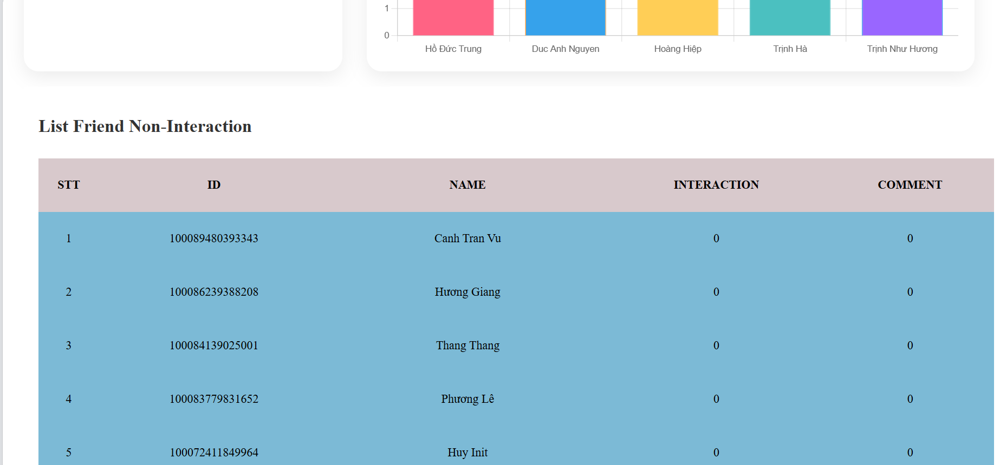 1
0
Hồ Đức Trung Duc Anh Nguyen Hoàng Hiệp Trịnh Hà Trịnh Như Hương
List Friend Non-Interaction
STT ID NAME INTERACTION COMMENT
1 100089480393343 Canh Tran Vu 0 0
2 100086239388208 Hương Giang 0 0
3 100084139025001 Thang Thang 0 0
4 100083779831652 Phương Lê 0 0
5 100072411849964 Huy Init 0 0